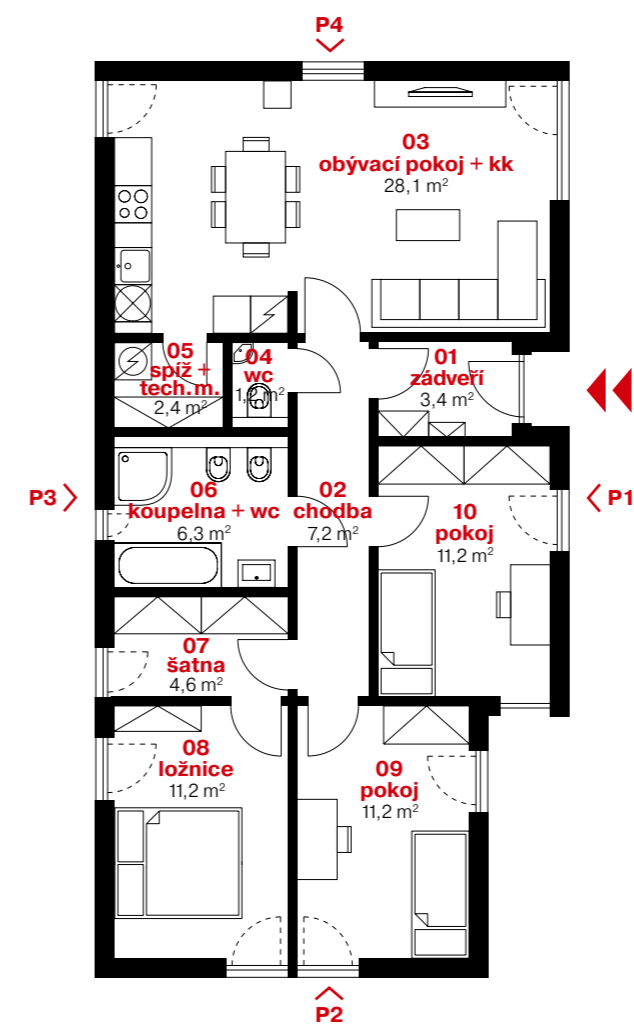 P4
03
obývací pokoj + kk
28,1 m²
05
spíž +
tech.m.
2,4 m²
04
wc
1,2 m²
01
zádveří
3,4 m²
P3
06
koupelna + wc
6,3 m²
02
chodba
7,2 m²
10
pokoj
11,2 m²
P1
07
šatna
4,6 m²
08
ložnice
11,2 m²
09
pokoj
11,2 m²
P2